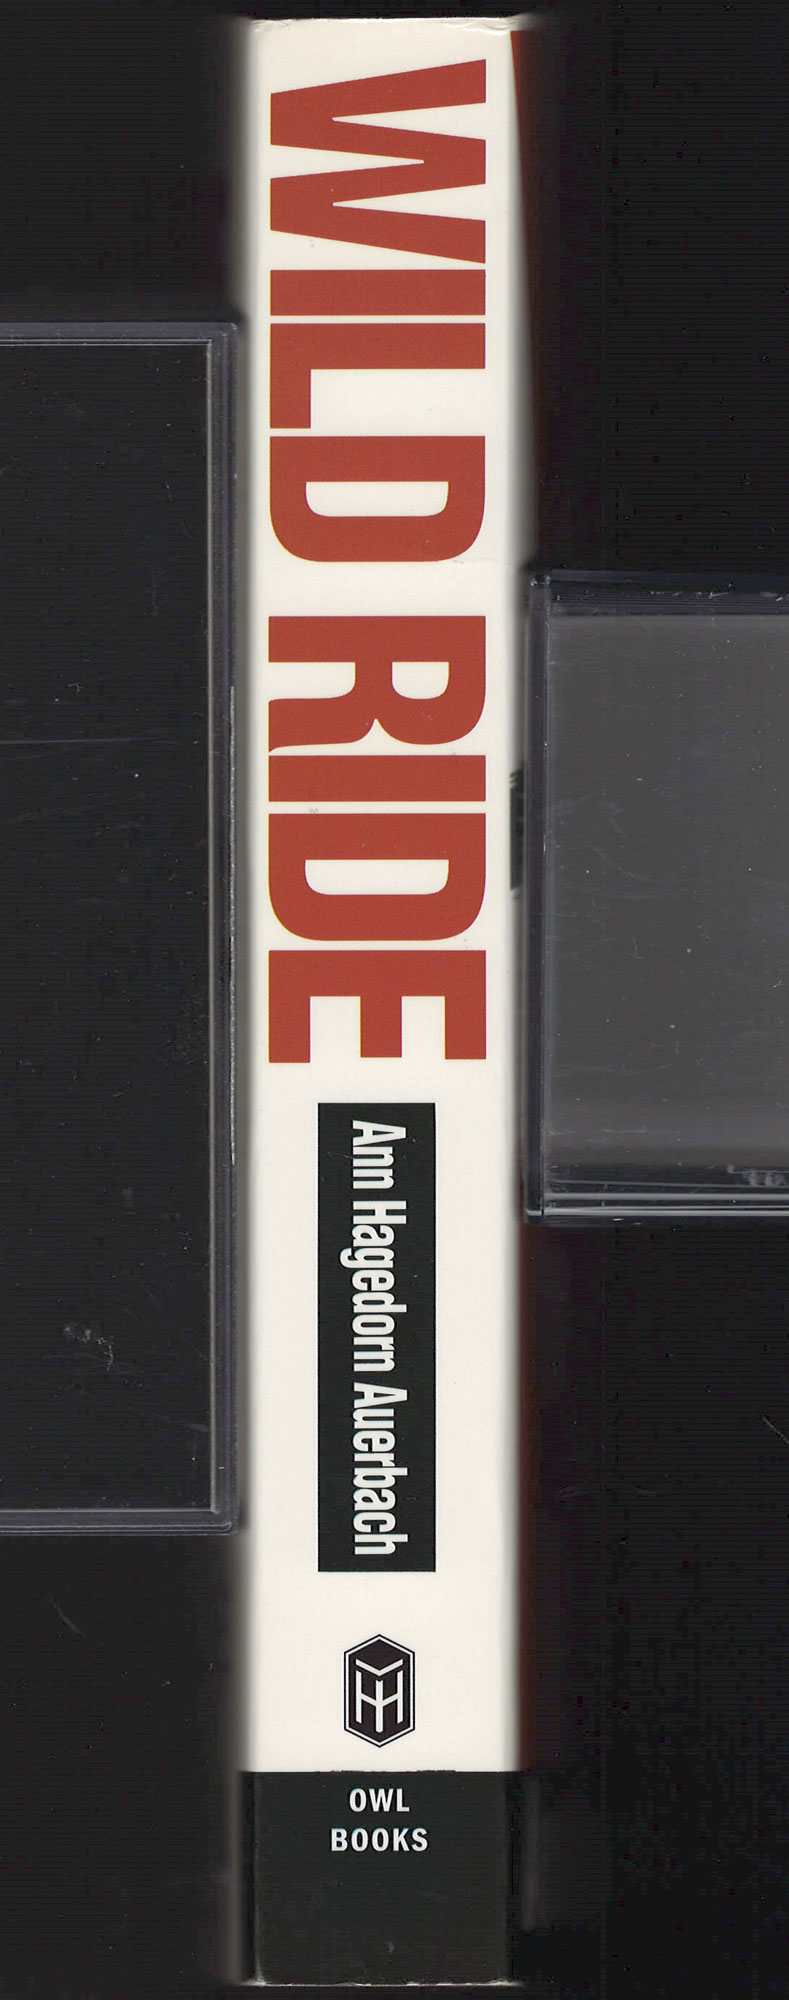 WILD RIDE
Ann Hagedorn Auerbach
OWL
BOOKS